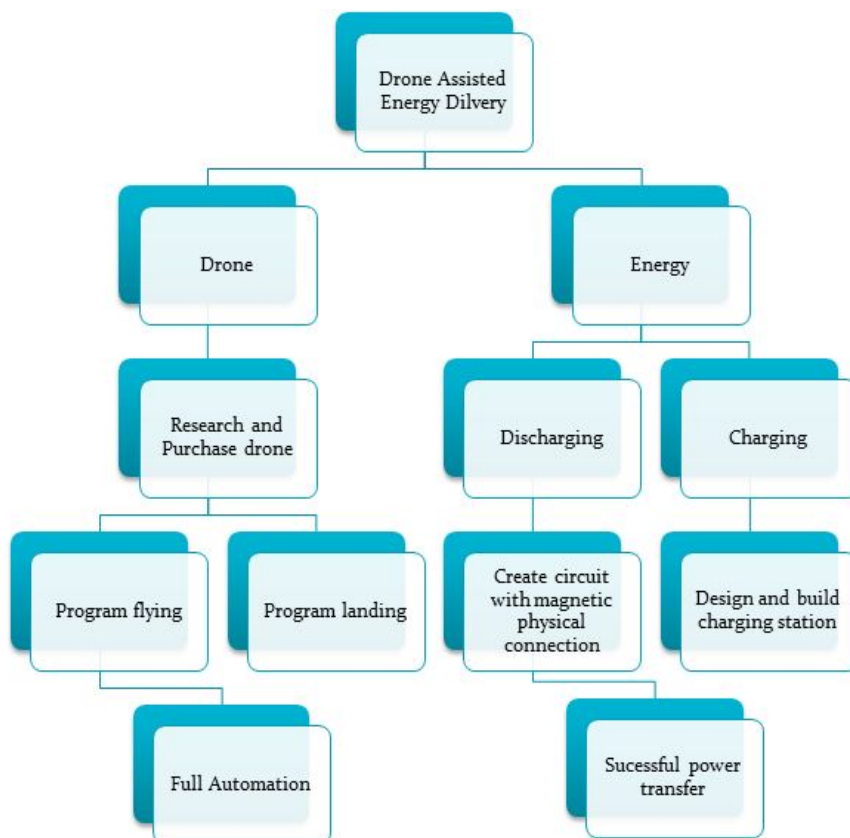 Drone Assisted
Energy Dilvery
Drone
Energy
Research and
Purchase drone
Discharging
Charging
Program flying
Program landing
Create circuit
with magnetic
physical
connection
Design and build
charging station
Full Automation
Sucessful power
transfer